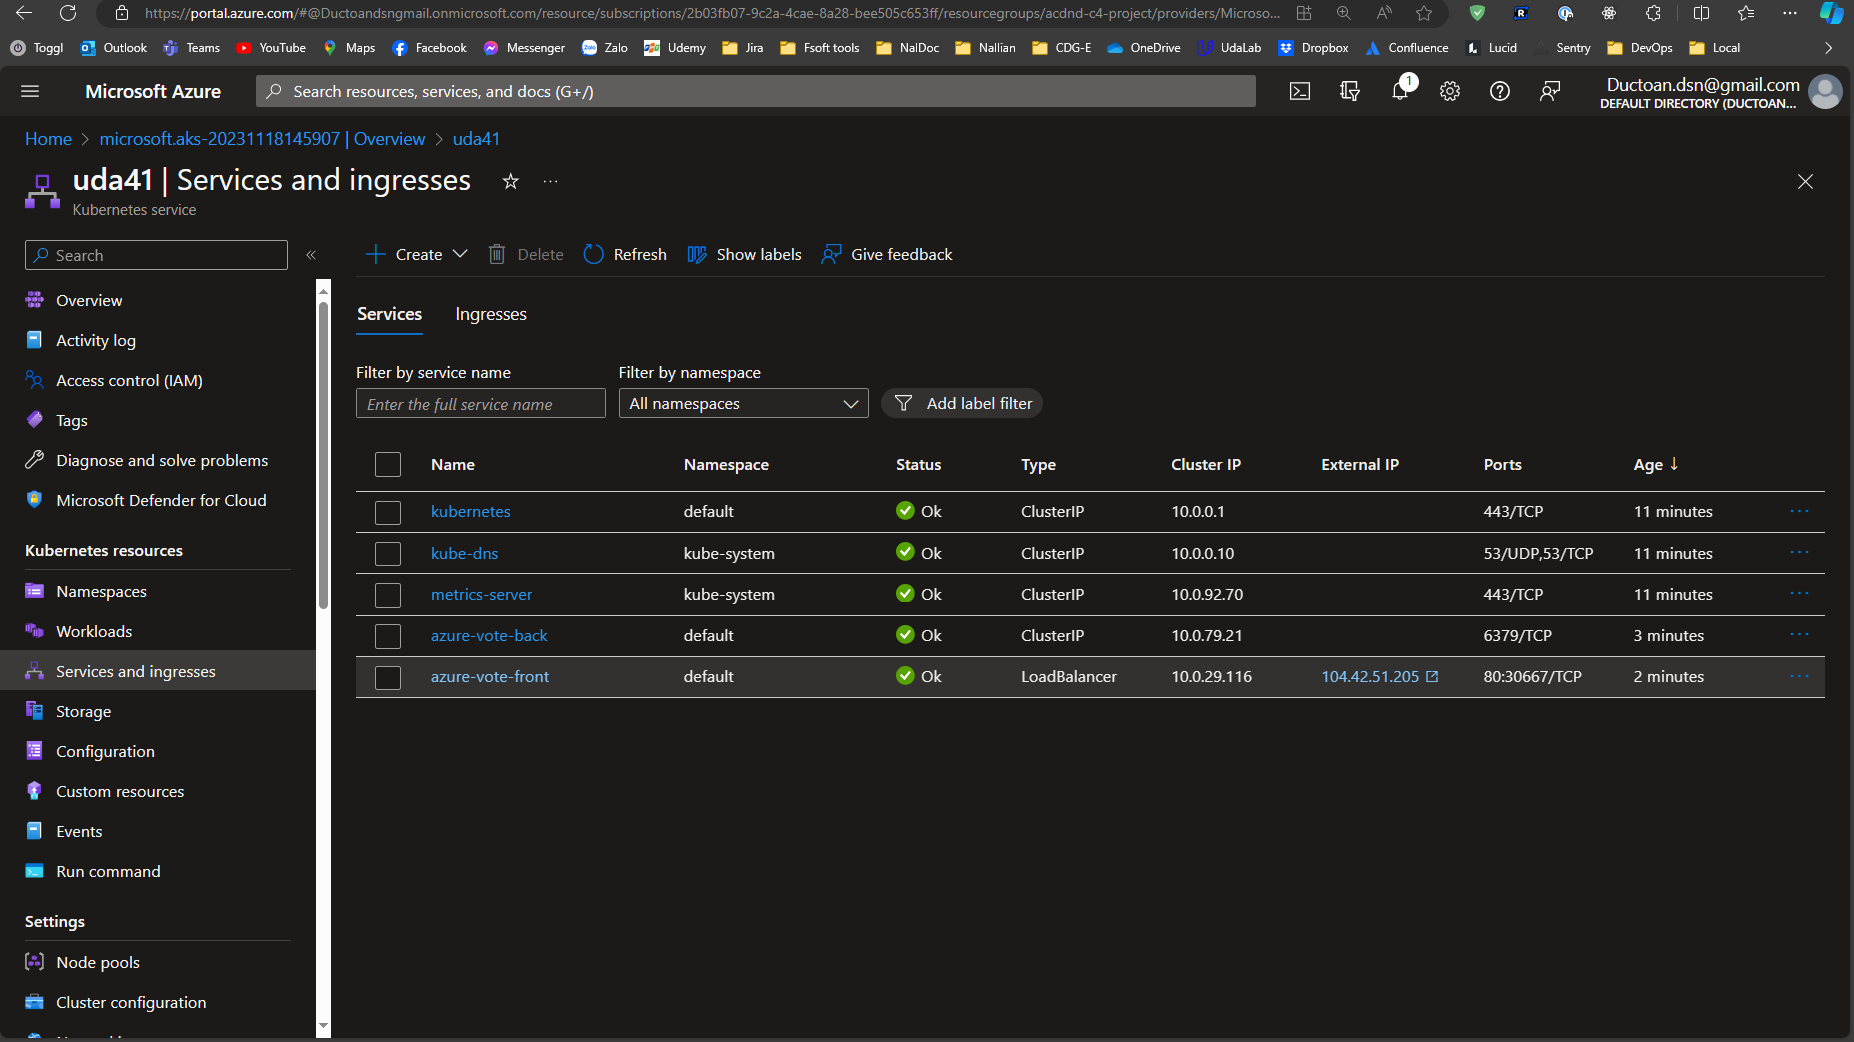 https://portal.azure.com/#@Ductoandsngmail.onmicrosoft.com/resource/subscriptions/2b03fb07-9c2a-4cae-8a28-bee505c653ff/resourcegroups/acdnd-c4-project/providers/Microso...
Toggl Outlook Teams YouTube Maps Facebook Messenger Zalo Udemy Jira Fsoft tools NalDoc Nallian CDG-E OneDrive UdaLab Dropbox Confluence Lucid Sentry DevOps Local
Microsoft Azure
Search resources, services, and docs (G+/)
1
Ductoan.dsn@gmail.com
DEFAULT DIRECTORY (DUCTOAN...
Home > microsoft.aks-20231118145907 | Overview > uda41
uda41 | Services and ingresses
Kubernetes service
Search
Create Delete Refresh Show labels Give feedback
Overview
Activity log
Access control (IAM)
Tags
Diagnose and solve problems
Microsoft Defender for Cloud
Kubernetes resources
Namespaces
Workloads
Services and ingresses
Storage
Configuration
Custom resources
Events
Run command
Settings
Node pools
Cluster configuration
Services Ingresses
Filter by service name Filter by namespace
Enter the full service name All namespaces Add label filter
Name Namespace Status Type Cluster IP External IP Ports Age ↓
kubernetes default Ok ClusterIP 10.0.0.1 443/TCP 11 minutes
kube-dns kube-system Ok ClusterIP 10.0.0.10 53/UDP,53/TCP 11 minutes
metrics-server kube-system Ok ClusterIP 10.0.92.70 443/TCP 11 minutes
azure-vote-back default Ok ClusterIP 10.0.79.21 6379/TCP 3 minutes
azure-vote-front default Ok LoadBalancer 10.0.29.116 104.42.51.205 80:30667/TCP 2 minutes